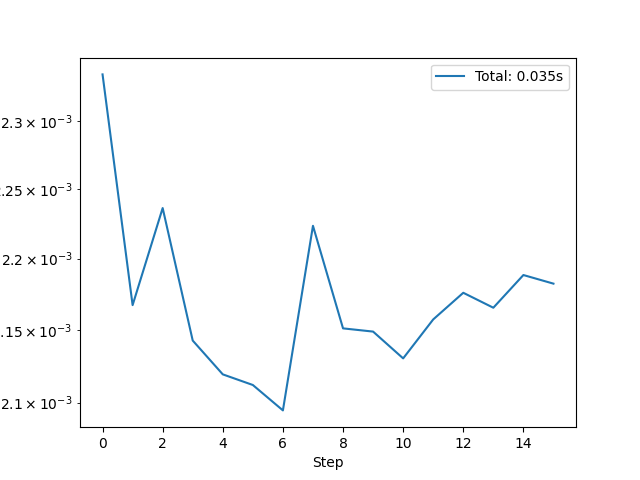 Total: 0.035s
2.3 × 10⁻³
.25 × 10⁻³
2.2 × 10⁻³
.15 × 10⁻³
2.1 × 10⁻³
0 2 4 6 8 10 12 14
Step